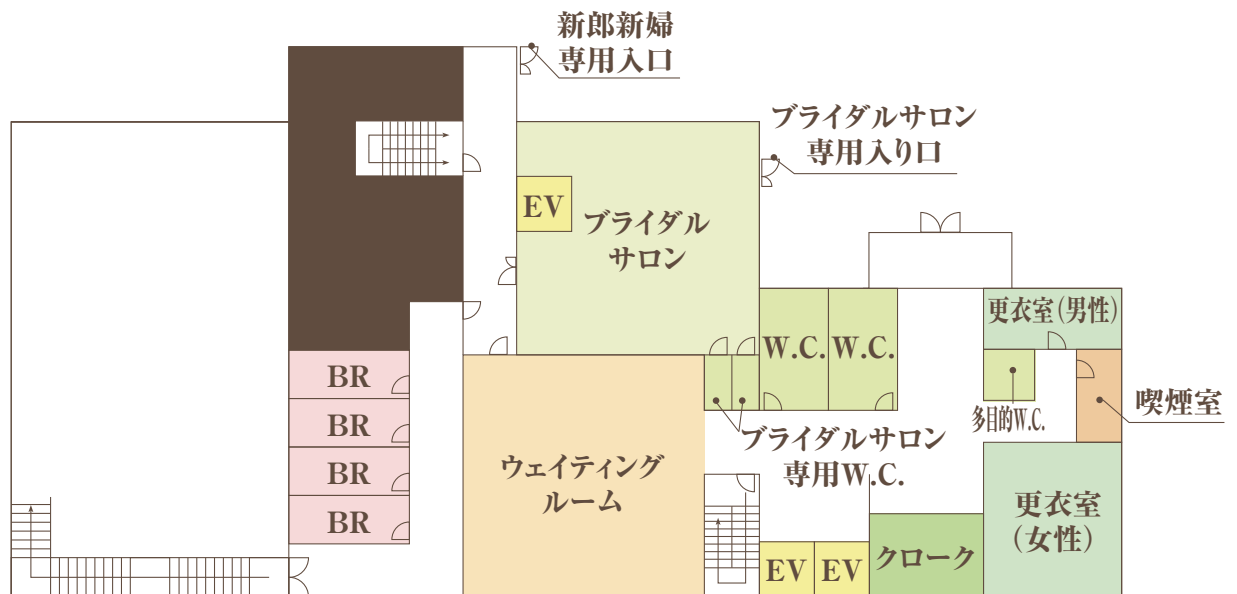 新郎新婦
専用入口
ブライダルサロン
専用入り口
EV
ブライダル
サロン
更衣室(男性)
W.C.
W.C.
BR
BR
BR
BR
多目的W.C.
喫煙室
ブライダルサロン
専用W.C.
ウェイティング
ルーム
更衣室
(女性)
クローク
EV
EV